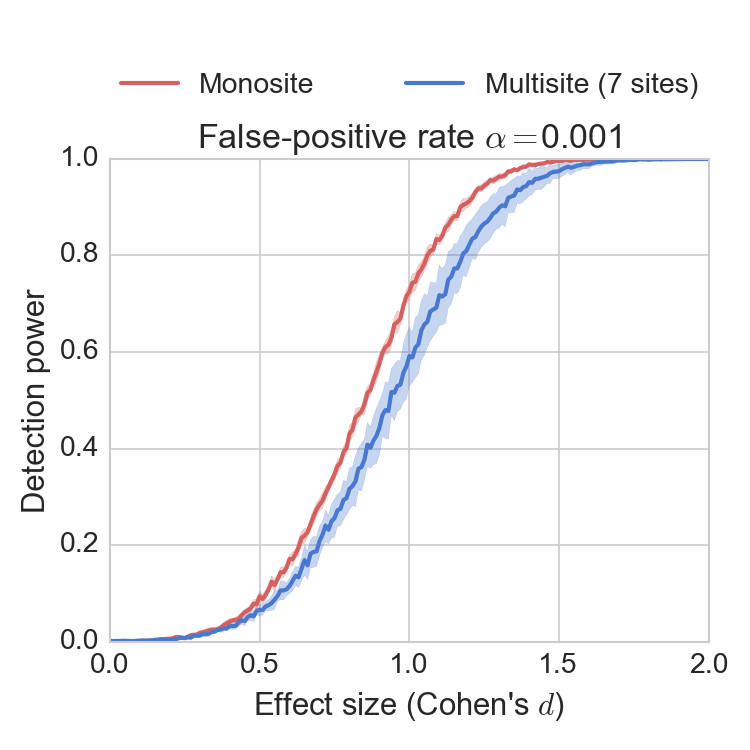 Monosite Multisite (7 sites)
False-positive rate α=0.001
1.0
0.8
0.6
0.4
0.2
0.0
Detection power
0.0 0.5 1.0 1.5 2.0
Effect size (Cohen's d)